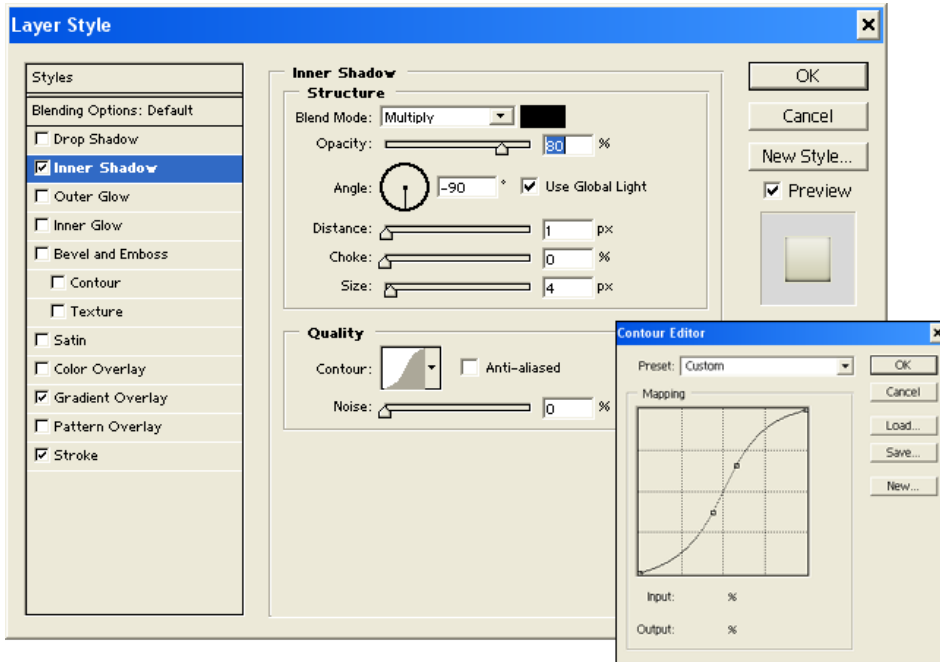 Layer Style
Styles
Blending Options: Default
Drop Shadow
Inner Shadow
Outer Glow
Inner Glow
Bevel and Emboss
Contour
Texture
Satin
Color Overlay
Gradient Overlay
Pattern Overlay
Stroke
Inner Shadow
Structure
Blend Mode: Multiply
Opacity: 80 %
Angle: -90 ° Use Global Light
Distance: 1 px
Choke: 0 %
Size: 4 px
Quality
Contour: Anti-aliased
Noise: 0 %
OK
Cancel
New Style...
Preview
Contour Editor
Preset: Custom
Mapping
Input: %
Output: %
OK
Cancel
Load...
Save...
New...